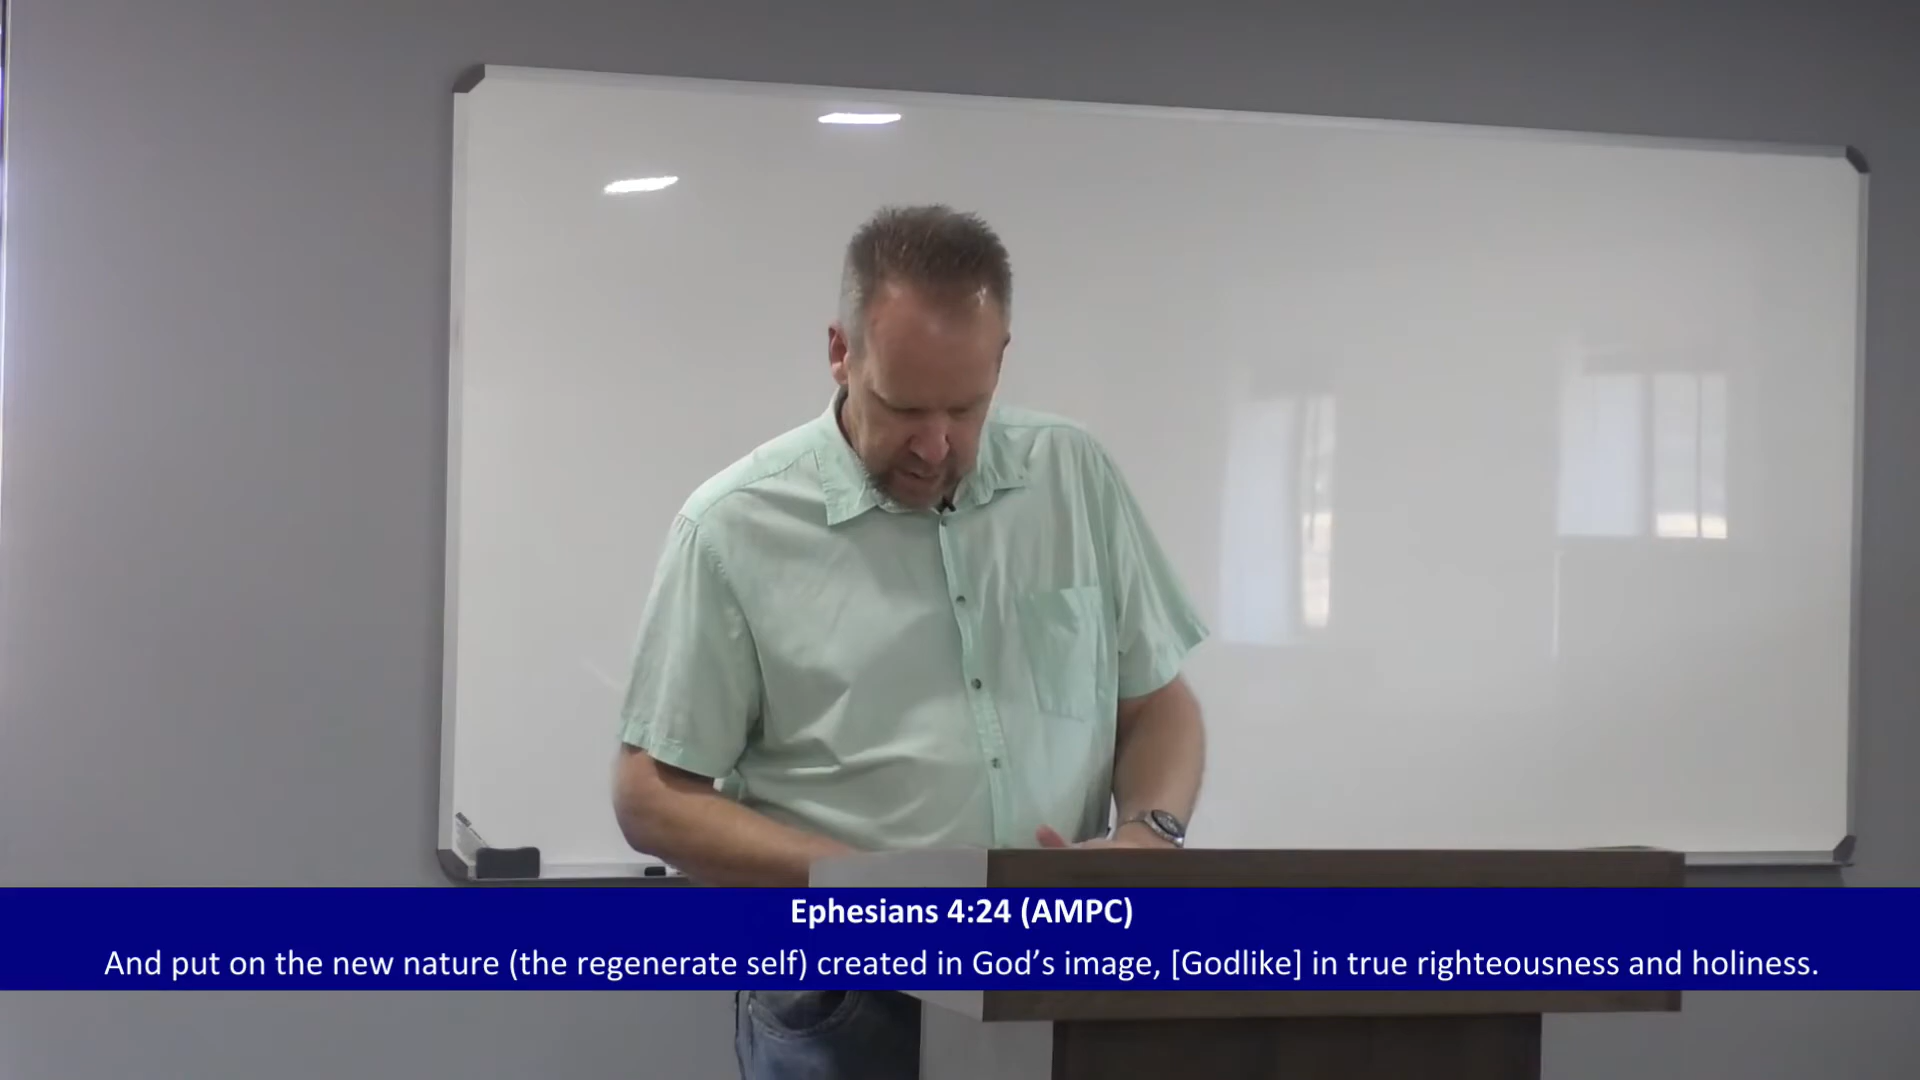 Ephesians 4:24 (AMPC)
And put on the new nature (the regenerate self) created in God’s image, [Godlike] in true righteousness and holiness.